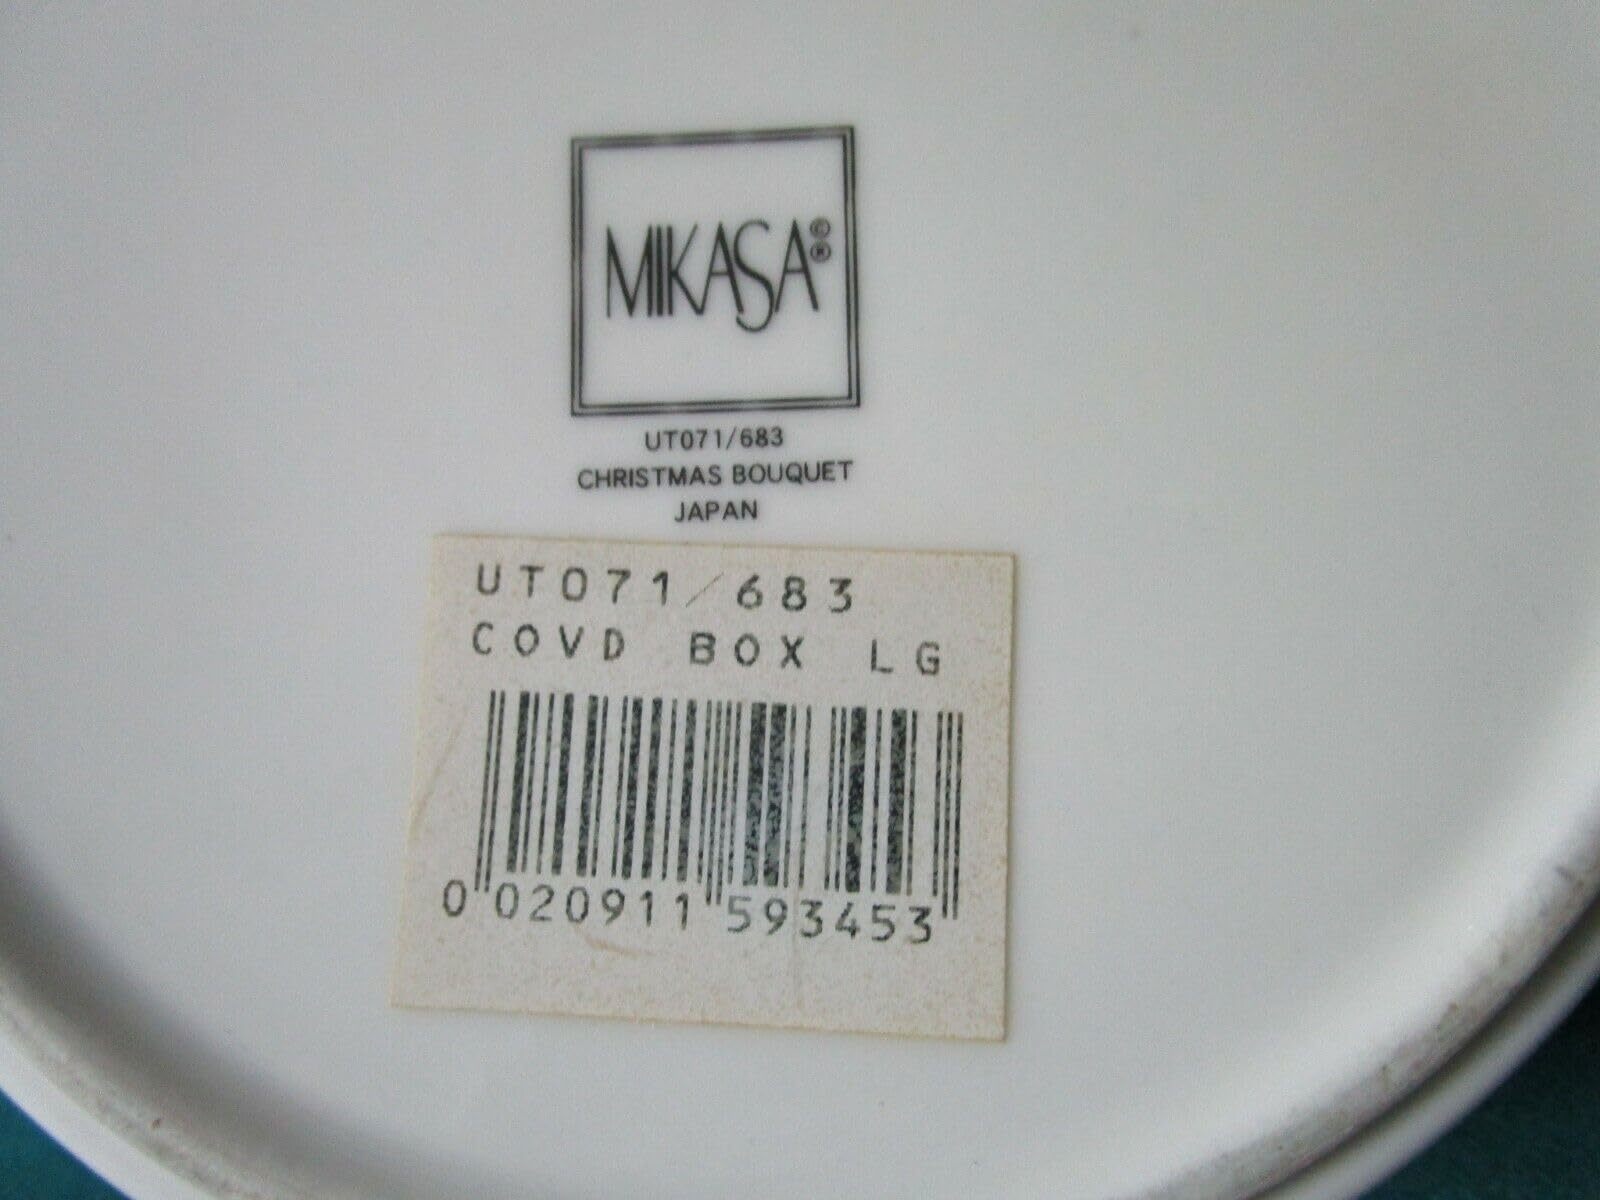 MIKASA©®
UT071/683
CHRISTMAS BOUQUET
JAPAN
UT071/683
COVD BOX LG
0 020911 593453